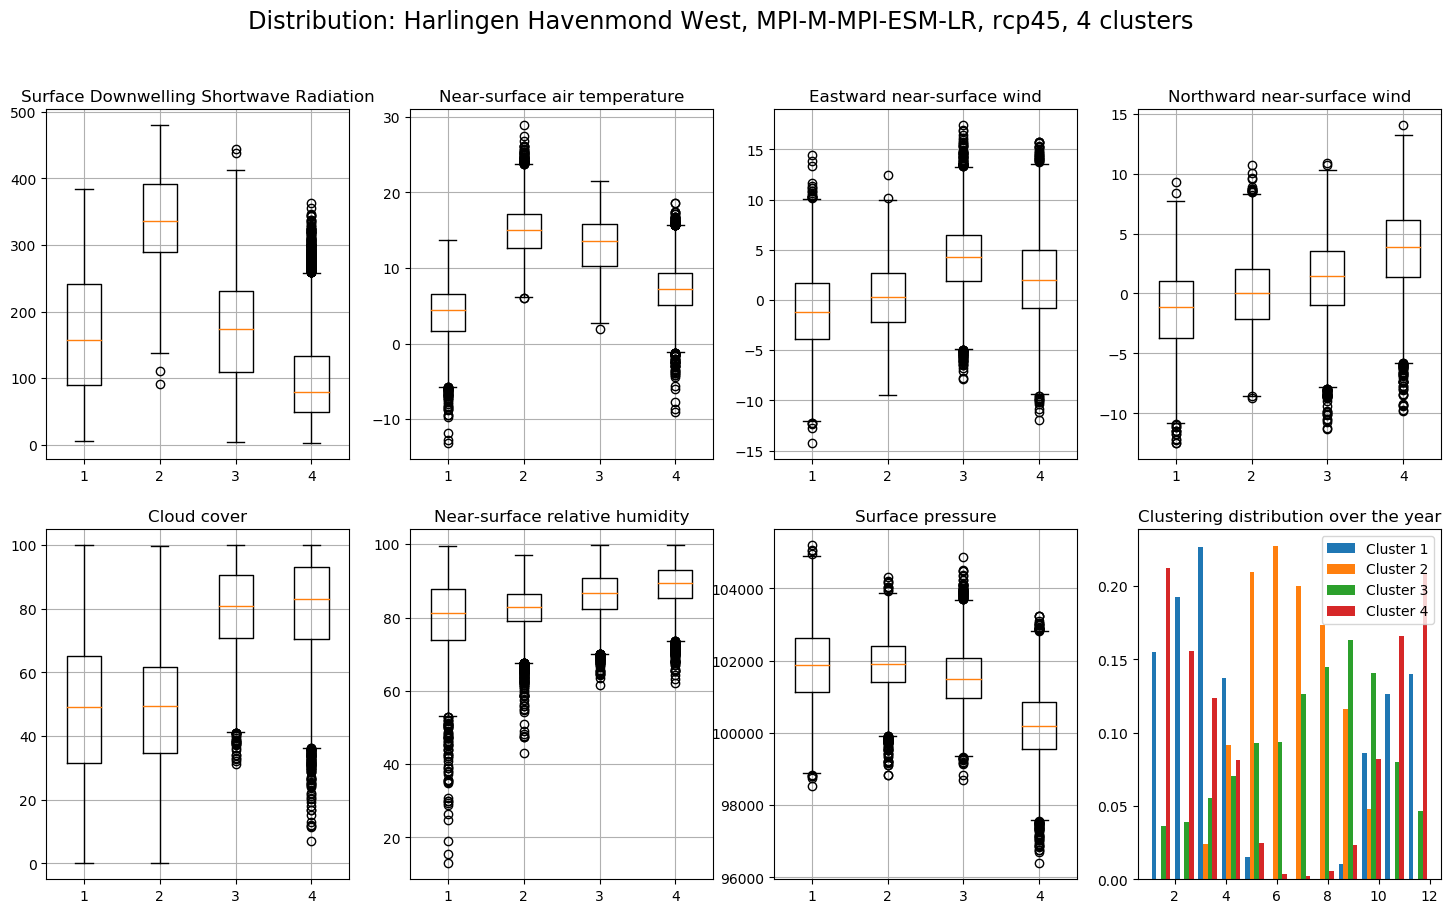 Distribution: Harlingen Havenmond West, MPI-M-MPI-ESM-LR, rcp45, 4 clusters
Surface Downwelling Shortwave Radiation
500
400
300
200
100
0
1 2 3 4
Near-surface air temperature
30
20
10
0
−10
1 2 3 4
Eastward near-surface wind
15
10
5
0
−5
−10
−15
1 2 3 4
Northward near-surface wind
15
10
5
0
−5
−10
1 2 3 4
Cloud cover
100
80
60
40
20
0
1 2 3 4
Near-surface relative humidity
100
80
60
40
20
1 2 3 4
Surface pressure
104000
102000
100000
98000
96000
1 2 3 4
Clustering distribution over the year
Cluster 1
Cluster 2
Cluster 3
Cluster 4
0.20
0.15
0.10
0.05
0.00
2 4 6 8 10 12